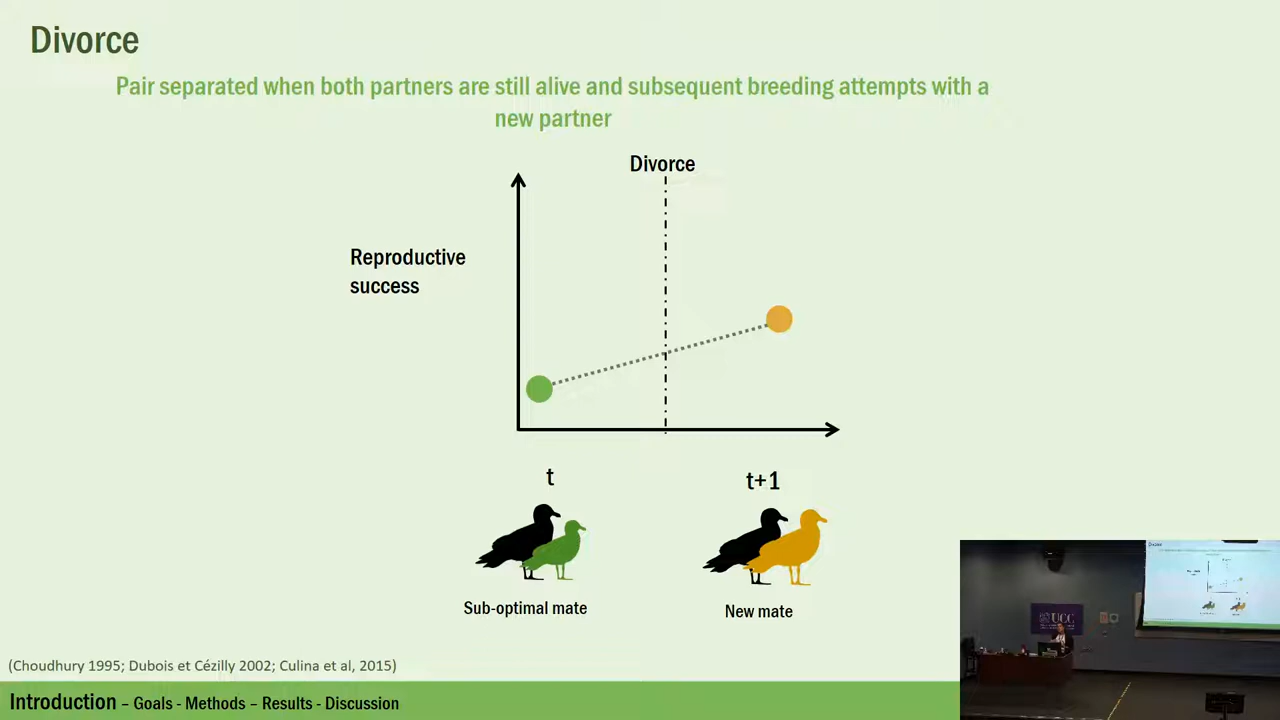 Divorce
Pair separated when both partners are still alive and subsequent breeding attempts with a
new partner
Divorce
Reproductive
success
t
t+1
Sub-optimal mate
New mate
(Choudhury 1995; Dubois et Cézilly 2002; Culina et al, 2015)
Introduction – Goals - Methods – Results - Discussion
UCC